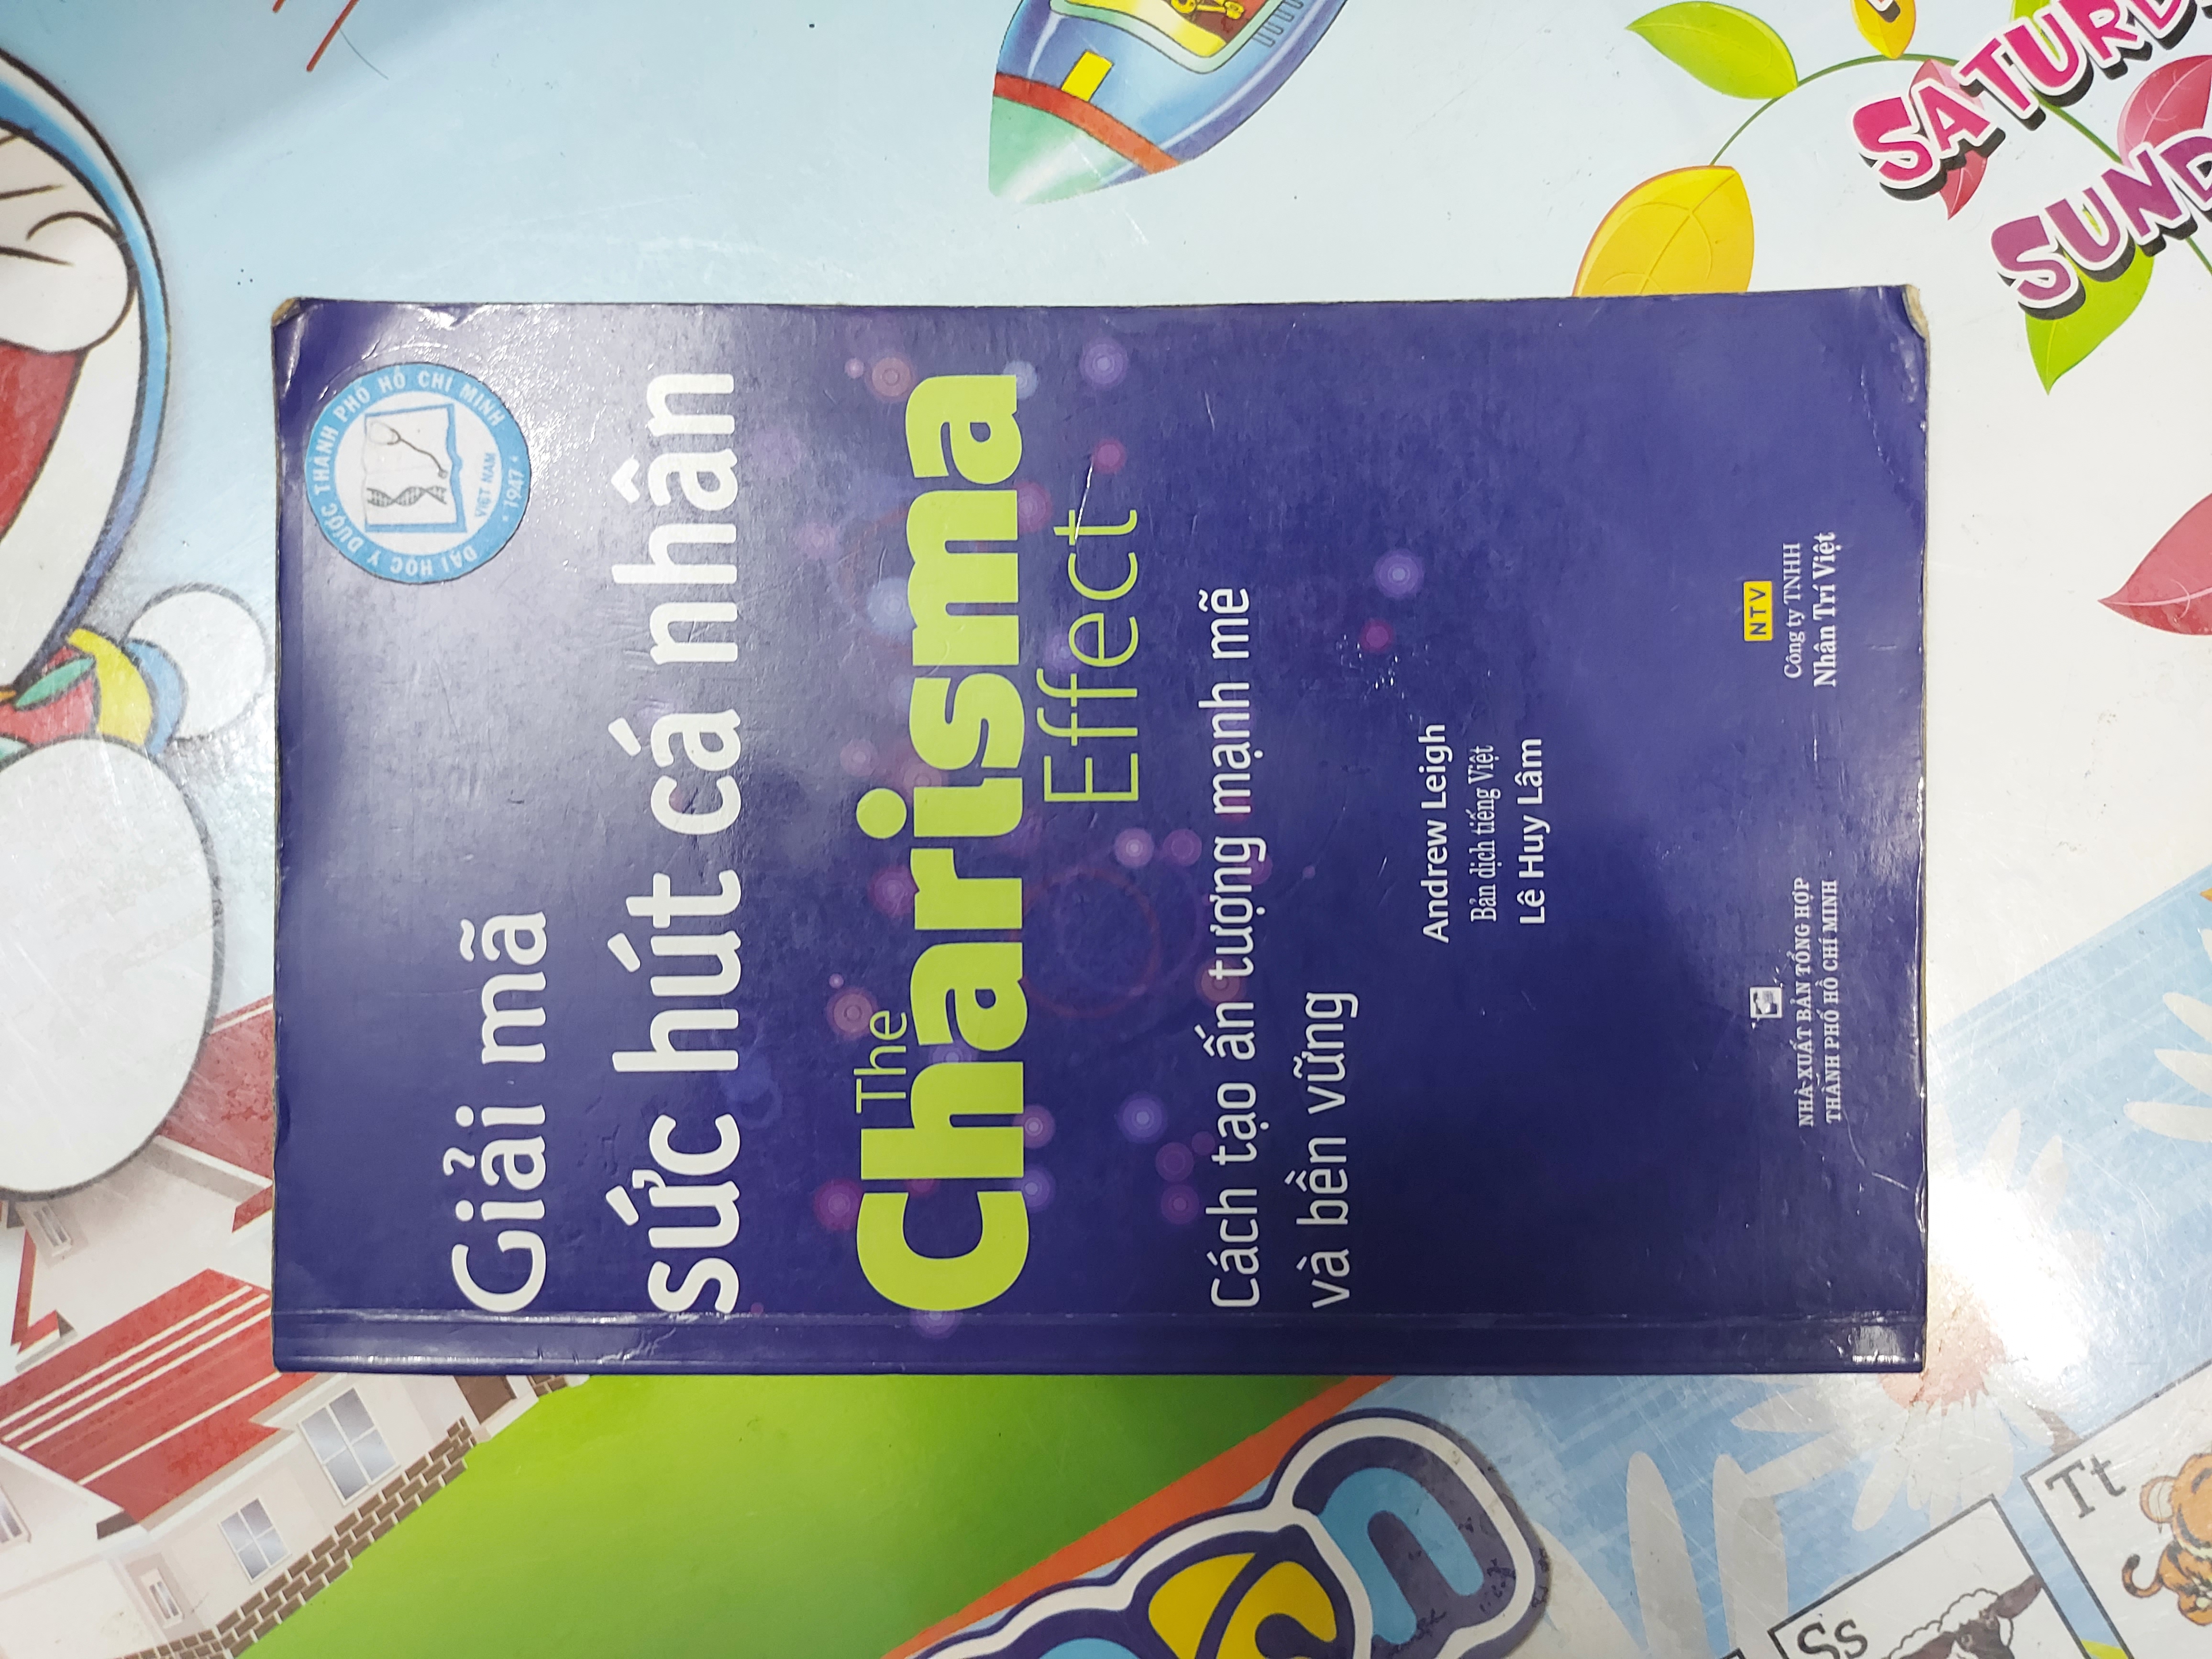 ĐẠI HỌC Y DƯỢC THÀNH PHỐ HỒ CHÍ MINH
VIỆT NAM
• 1947 •
Giải mã
sức hút cá nhân
The
Charisma
Effect
Cách tạo ấn tượng mạnh mẽ
và bền vững
Andrew Leigh
Bản dịch tiếng Việt
Lê Huy Lâm
NHÀ XUẤT BẢN TỔNG HỢP
THÀNH PHỐ HỒ CHÍ MINH
NTV
Công ty TNHH
Nhân Trí Việt
Ss
Tt
SATURD
SUND